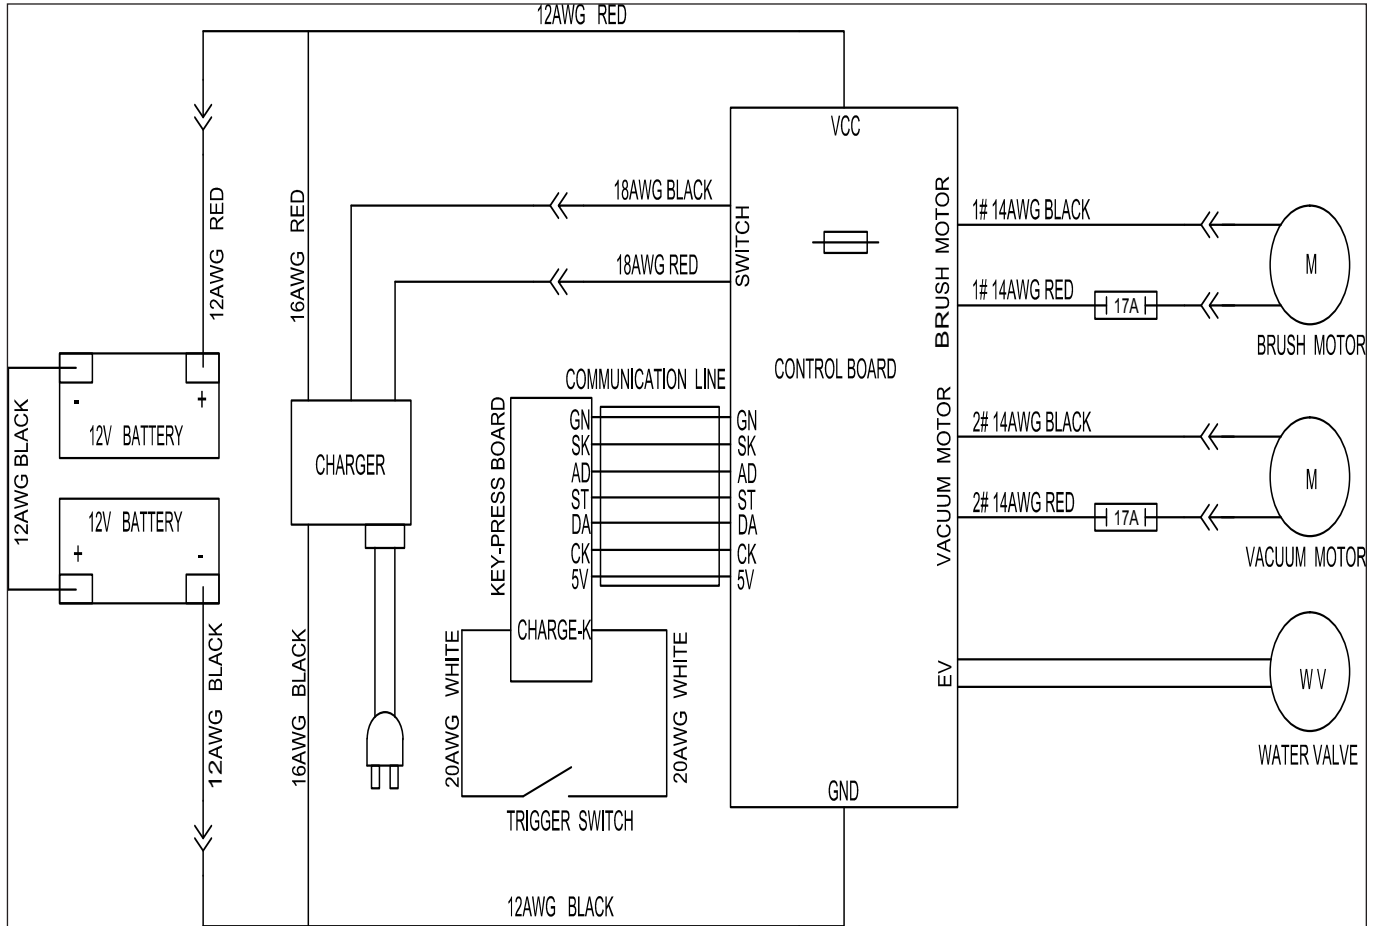 12AWG RED
VCC
12AWG RED
16AWG RED
18AWG BLACK
18AWG RED
SWITCH
BRUSH MOTOR
1# 14AWG BLACK
1# 14AWG RED
17A
M
BRUSH MOTOR
- +
12V BATTERY
12AWG BLACK
12V BATTERY
+ -
CHARGER
COMMUNICATION LINE
CONTROL BOARD
KEY-PRESS BOARD
GN
SK
AD
ST
DA
CK
5V
GN
SK
AD
ST
DA
CK
5V
VACUUM MOTOR
2# 14AWG BLACK
2# 14AWG RED
17A
M
VACUUM MOTOR
CHARGE-K
12AWG BLACK
16AWG BLACK
20AWG WHITE
20AWG WHITE
TRIGGER SWITCH
EV
W V
WATER VALVE
GND
12AWG BLACK